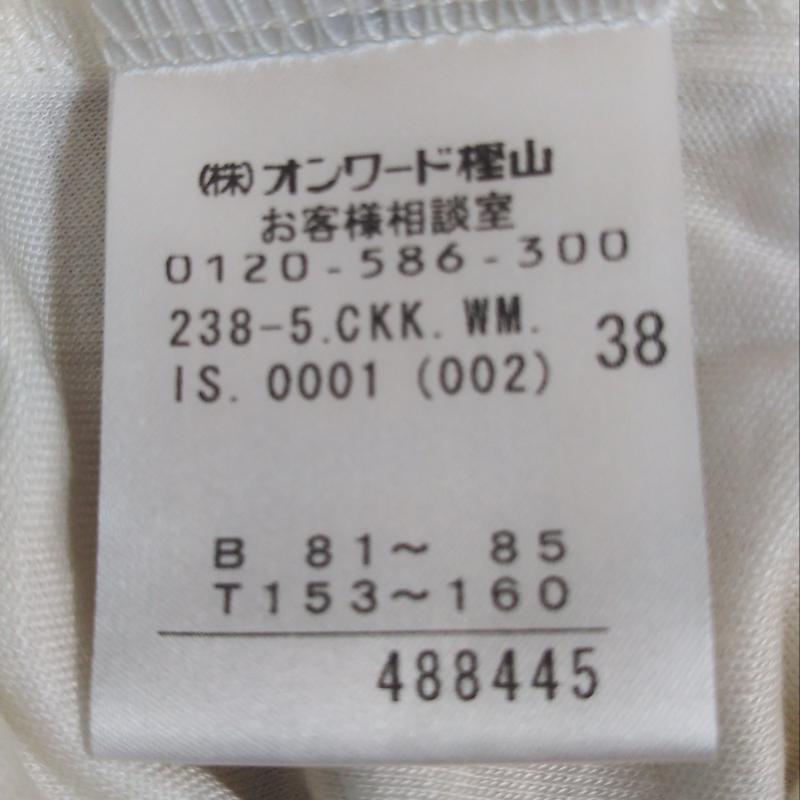 (株)オンワード樫山
お客様相談室
0120-586-300
238-5.CKK.WM.
IS.0001(002)
38
B 81～ 85
T153～160
488445